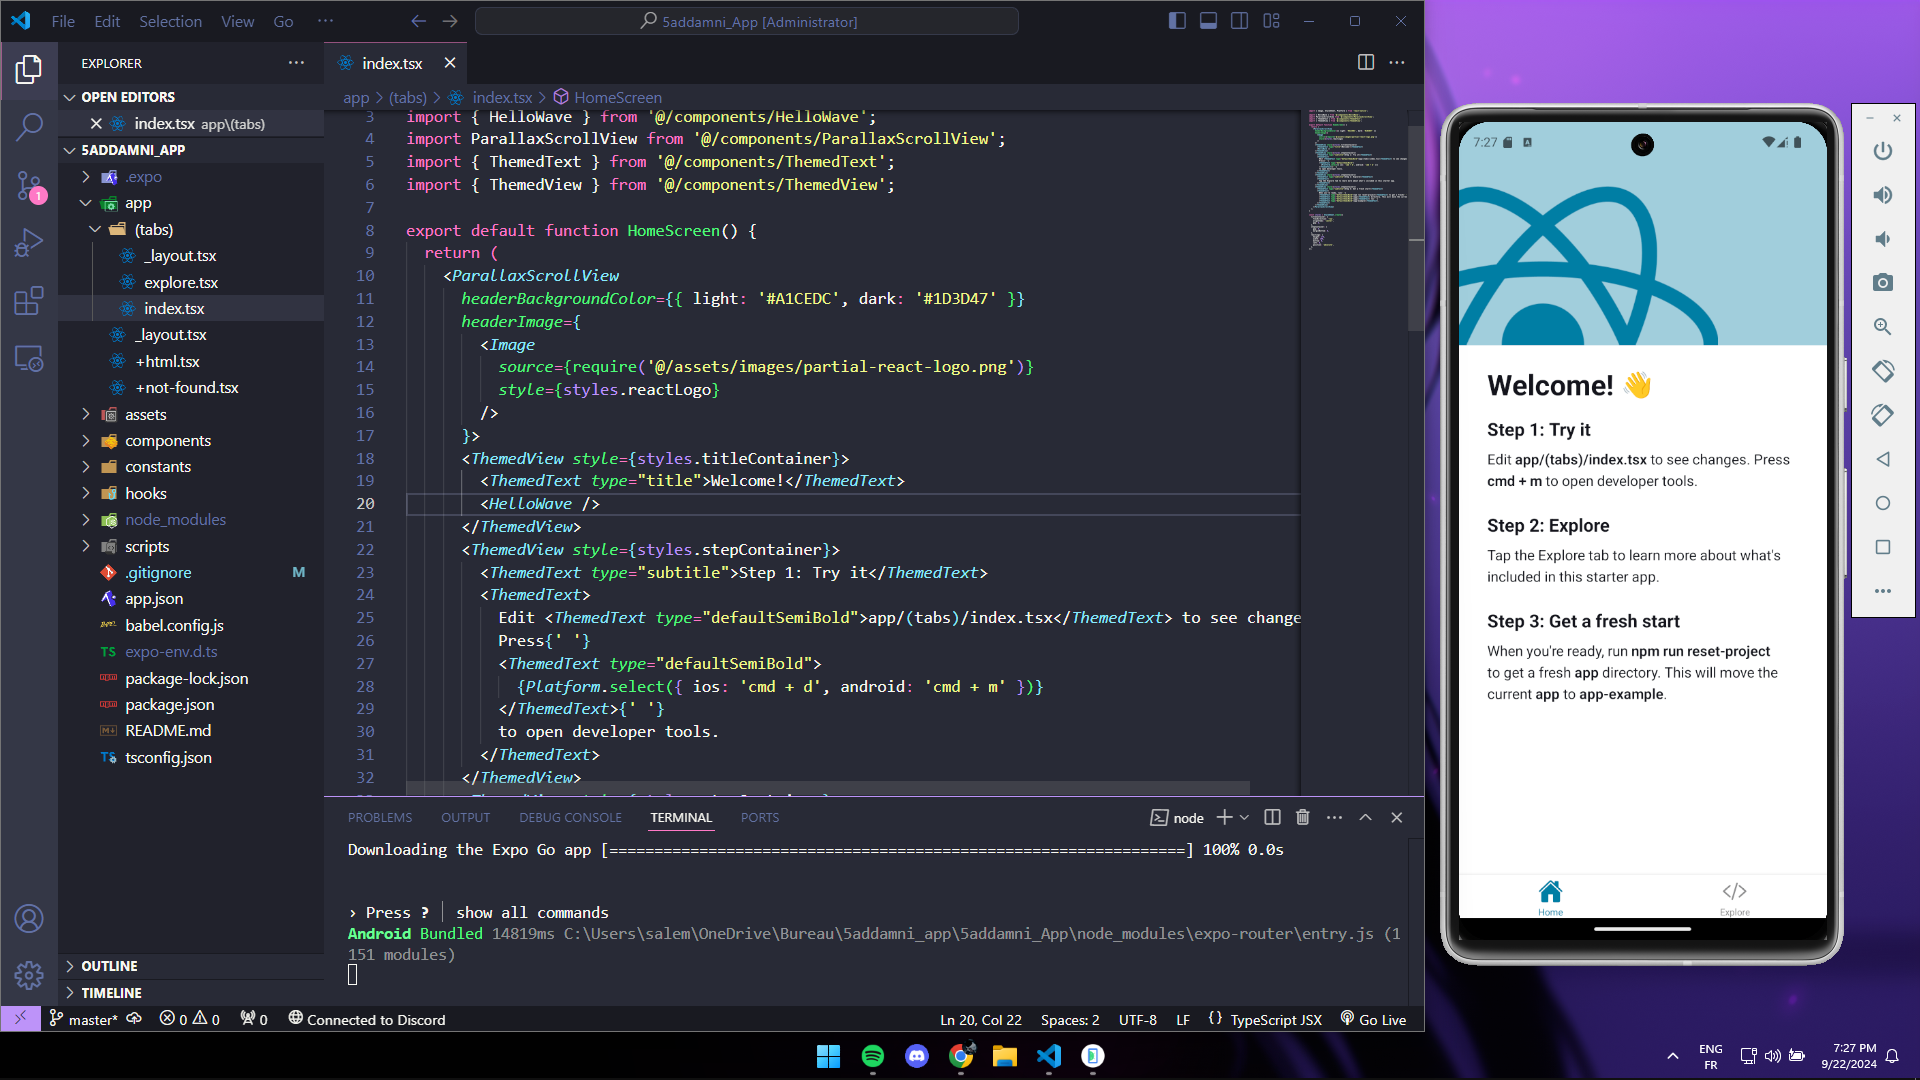 File Edit Selection View Go ···
5addamni_App [Administrator]
EXPLORER
OPEN EDITORS
index.tsx app\(tabs)
5ADDAMNI_APP
.expo
app
(tabs)
_layout.tsx
explore.tsx
index.tsx
_layout.tsx
+html.tsx
+not-found.tsx
assets
components
constants
hooks
node_modules
scripts
.gitignore M
app.json
babel.config.js
TS expo-env.d.ts
package-lock.json
package.json
README.md
tsconfig.json
OUTLINE
TIMELINE
1
index.tsx
app > (tabs) > index.tsx > HomeScreen
3 import { HelloWave } from '@/components/HelloWave';
4 import ParallaxScrollView from '@/components/ParallaxScrollView';
5 import { ThemedText } from '@/components/ThemedText';
6 import { ThemedView } from '@/components/ThemedView';
7
8 export default function HomeScreen() {
9 return (
10 <ParallaxScrollView
11 headerBackgroundColor={{ light: '#A1CEDC', dark: '#1D3D47' }}
12 headerImage={
13 <Image
14 source={require('@/assets/images/partial-react-logo.png')}
15 style={styles.reactLogo}
16 />
17 }>
18 <ThemedView style={styles.titleContainer}>
19 <ThemedText type="title">Welcome!</ThemedText>
20 <HelloWave />
21 </ThemedView>
22 <ThemedView style={styles.stepContainer}>
23 <ThemedText type="subtitle">Step 1: Try it</ThemedText>
24 <ThemedText>
25 Edit <ThemedText type="defaultSemiBold">app/(tabs)/index.tsx</ThemedText> to see change
26 Press{' '}
27 <ThemedText type="defaultSemiBold">
28 {Platform.select({ ios: 'cmd + d', android: 'cmd + m' })}
29 </ThemedText>{' '}
30 to open developer tools.
31 </ThemedText>
32 </ThemedView>
PROBLEMS OUTPUT DEBUG CONSOLE TERMINAL PORTS
node
Downloading the Expo Go app [================================================================] 100% 0.0s
› Press ? │ show all commands
Android Bundled 14819ms C:\Users\salem\OneDrive\Bureau\5addamni_app\5addamni_App\node_modules\expo-router\entry.js (1
151 modules)
master* 0 0 0 Connected to Discord
Ln 20, Col 22 Spaces: 2 UTF-8 LF {} TypeScript JSX Go Live
7:27
Welcome! 👋
Step 1: Try it
Edit app/(tabs)/index.tsx to see changes. Press
cmd + m to open developer tools.
Step 2: Explore
Tap the Explore tab to learn more about what's
included in this starter app.
Step 3: Get a fresh start
When you're ready, run npm run reset-project
to get a fresh app directory. This will move the
current app to app-example.
Home
Explore
ENG
FR
7:27 PM
9/22/2024